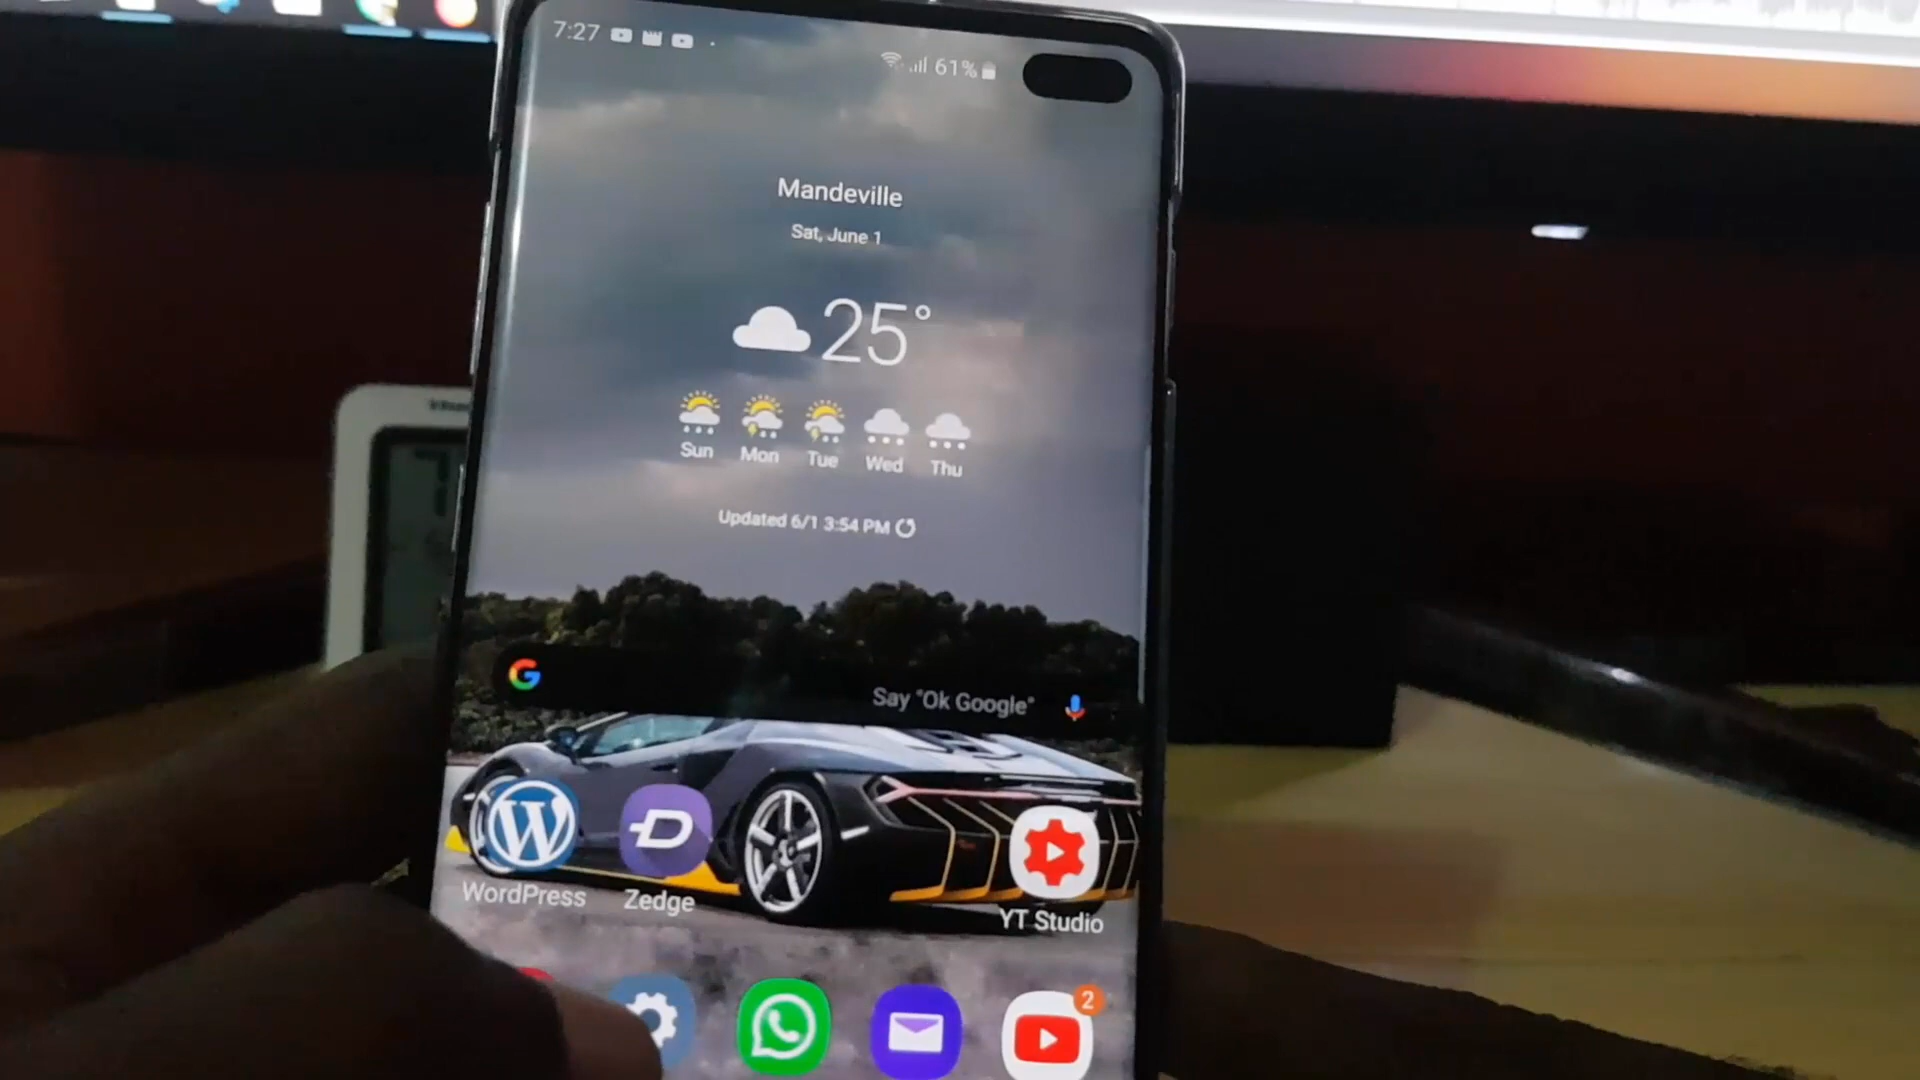 7:27
61%
Mandeville
Sat, June 1
25°
Sun Mon Tue Wed Thu
Updated 6/1 3:54 PM
Say "Ok Google"
WordPress Zedge YT Studio
2